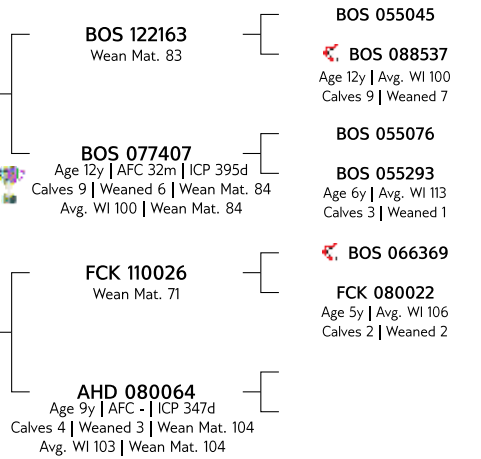 BOS 122163
Wean Mat. 83
BOS 077407
Age 12y | AFC 32m | ICP 395d
Calves 9 | Weaned 6 | Wean Mat. 84
Avg. WI 100 | Wean Mat. 84
FCK 110026
Wean Mat. 71
AHD 080064
Age 9y | AFC - | ICP 347d
Calves 4 | Weaned 3 | Wean Mat. 104
Avg. WI 103 | Wean Mat. 104
BOS 055045
BOS 088537
Age 12y | Avg. WI 100
Calves 9 | Weaned 7
BOS 055076
BOS 055293
Age 6y | Avg. WI 113
Calves 3 | Weaned 1
BOS 066369
FCK 080022
Age 5y | Avg. WI 106
Calves 2 | Weaned 2